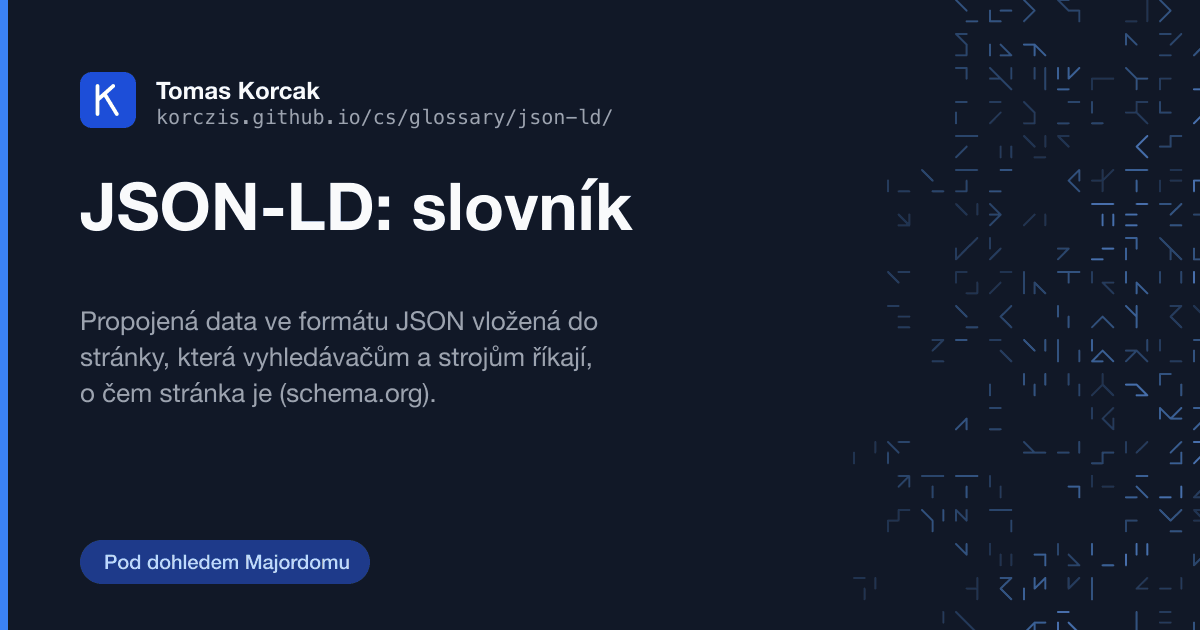 K
Tomas Korcak
korczis.github.io/cs/glossary/json-ld/
JSON-LD: slovník
Propojená data ve formátu JSON vložená do
stránky, která vyhledávačům a strojům říkají,
o čem stránka je (schema.org).
Pod dohledem Majordomu